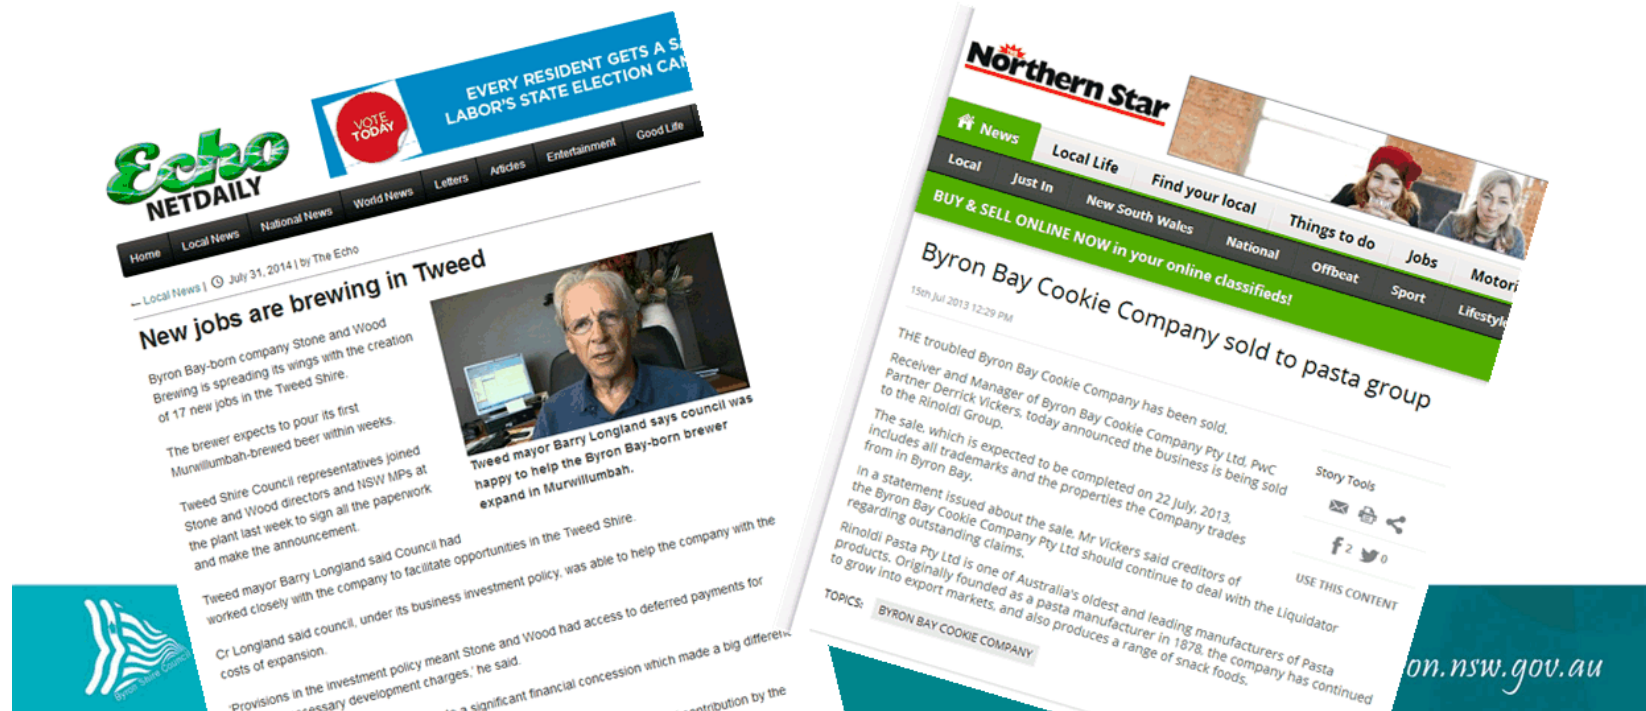 EVERY RESIDENT GETS A
LABOR'S STATE ELECTION
VOTE
TODAY
Echo
NETDAILY
Home Local News National News World News Letters Articles Entertainment Good Life
← Local News | July 31, 2014 | by The Echo
New jobs are brewing in Tweed
Byron Bay-born company Stone and Wood
Brewing is spreading its wings with the creation
of 17 new jobs in the Tweed Shire.
The brewer expects to pour its first
Murwillumbah-brewed beer within weeks.
Tweed Shire Council representatives joined
Stone and Wood directors and NSW MPs at
the plant last week to sign all the paperwork
and make the announcement.
Tweed mayor Barry Longland says council was
happy to help the Byron Bay-born brewer
expand in Murwillumbah.
Tweed mayor Barry Longland said Council had
worked closely with the company to facilitate opportunities in the Tweed Shire.
Cr Longland said council, under its business investment policy, was able to help the company with the
costs of expansion.
'Provisions in the investment policy meant Stone and Wood had access to deferred payments for
development charges,' he said.
a significant financial concession which made a big
by the
Byron Shire Council
THE
Northern Star
News Local Life Find your local Things to do Jobs
Local Just In New South Wales National Offbeat Sport Lifestyle
BUY & SELL ONLINE NOW in your online classifieds!
Byron Bay Cookie Company sold to pasta group
15th Jul 2013 12:29 PM
THE troubled Byron Bay Cookie Company has been sold.
Receiver and Manager of Byron Bay Cookie Company Pty Ltd, PwC
Partner Derrick Vickers, today announced the business is being sold
to the Rinoldi Group.
The sale, which is expected to be completed on 22 July, 2013,
includes all trademarks and the properties the Company trades
from in Byron Bay.
In a statement issued about the sale, Mr Vickers said creditors of
the Byron Bay Cookie Company Pty Ltd should continue to deal with the Liquidator
regarding outstanding claims.
Rinoldi Pasta Pty Ltd is one of Australia's oldest and leading manufacturers of Pasta
products. Originally founded as a pasta manufacturer in 1878, the company has continued
to grow into export markets, and also produces a range of snack foods.
TOPICS: BYRON BAY COOKIE COMPANY
Story Tools
2 0
USE THIS CONTENT
on.nsw.gov.au